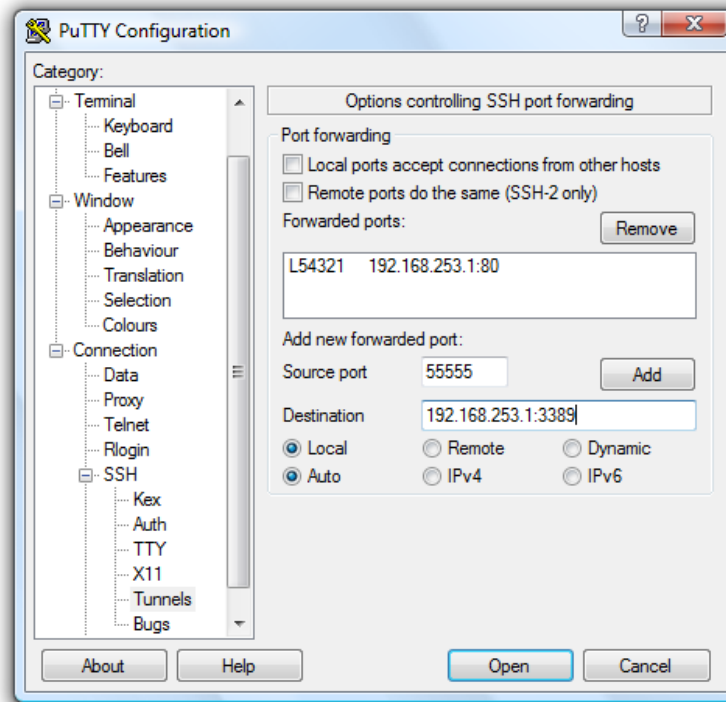 PuTTY Configuration
?
Category:
Terminal
Keyboard
Bell
Features
Window
Appearance
Behaviour
Translation
Selection
Colours
Connection
Data
Proxy
Telnet
Rlogin
SSH
Kex
Auth
TTY
X11
Tunnels
Bugs
Options controlling SSH port forwarding
Port forwarding
Local ports accept connections from other hosts
Remote ports do the same (SSH-2 only)
Forwarded ports:
Remove
L54321 192.168.253.1:80
Add new forwarded port:
Source port 55555 Add
Destination 192.168.253.1:3389
Local Remote Dynamic
Auto IPv4 IPv6
About Help Open Cancel